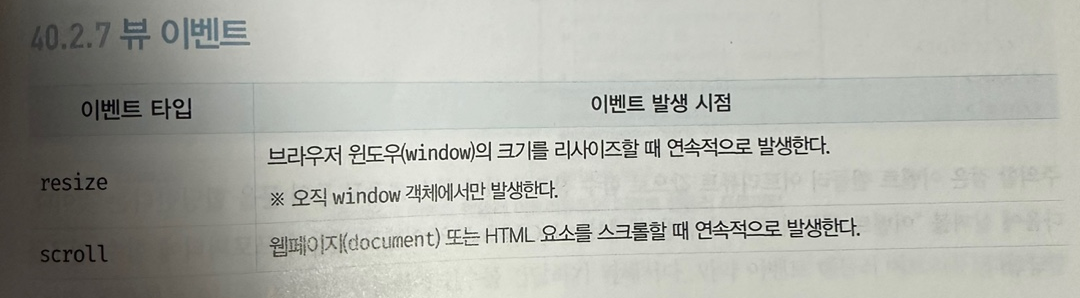 40.2.7 뷰 이벤트
이벤트 타입 이벤트 발생 시점
resize
브라우저 윈도우(window)의 크기를 리사이즈할 때 연속적으로 발생한다.
※ 오직 window 객체에서만 발생한다.
scroll
웹페이지(document) 또는 HTML 요소를 스크롤할 때 연속적으로 발생한다.